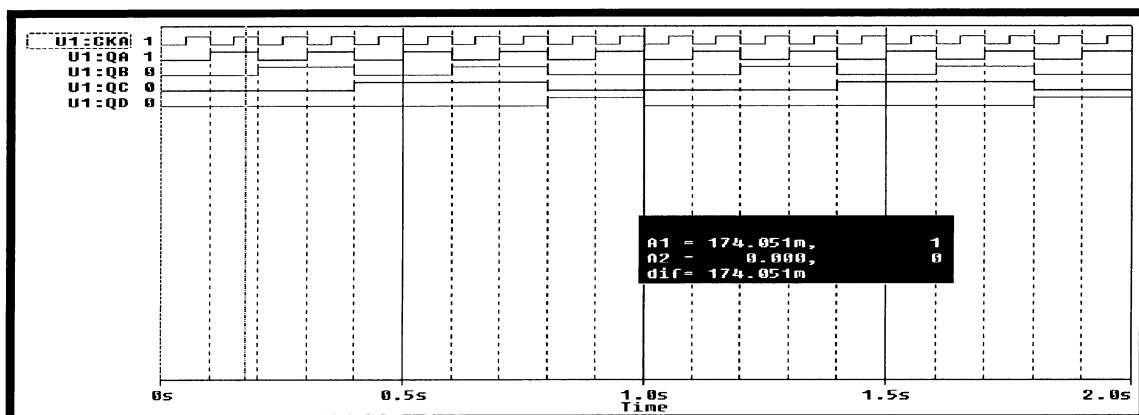 U1:CKA 1
U1:QA 1
U1:QB 0
U1:QC 0
U1:QD 0
A1 = 174.051m, 1
A2 = 0.000, 0
dif= 174.051m
0s 0.5s 1.0s 1.5s 2.0s
Time